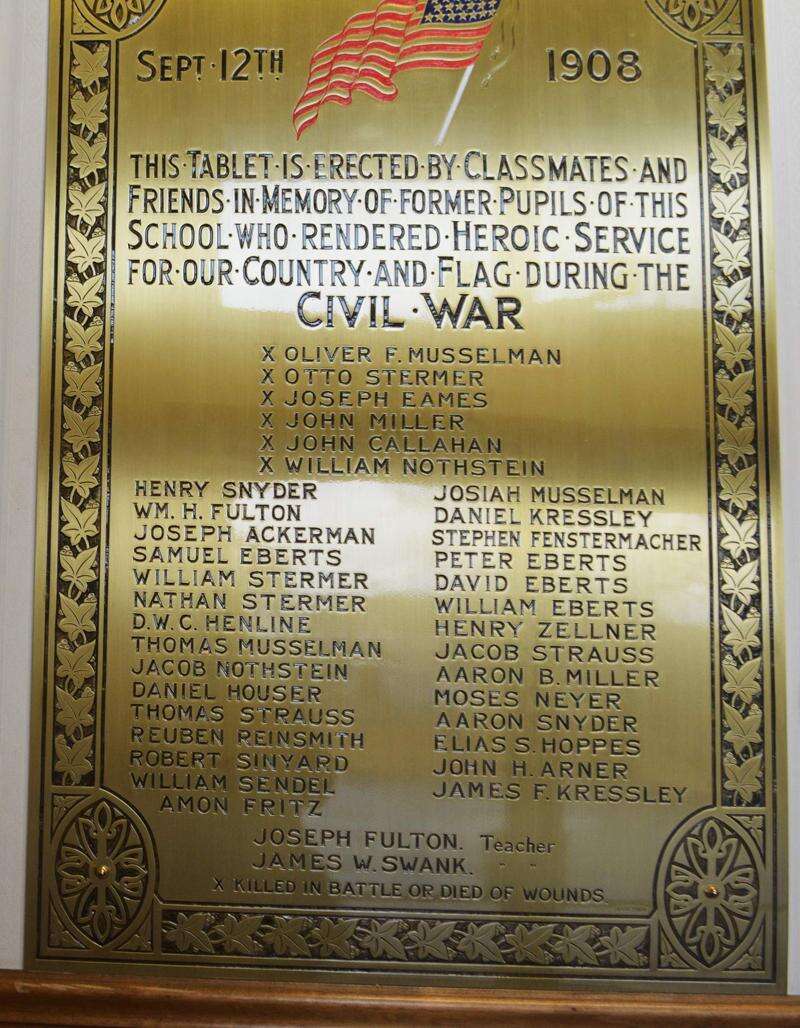 SEPT·12TH 1908
THIS·TABLET·IS·ERECTED·BY·CLASSMATES·AND
FRIENDS·IN·MEMORY·OF·FORMER·PUPILS·OF·THIS
SCHOOL·WHO·RENDERED·HEROIC·SERVICE
FOR·OUR·COUNTRY·AND·FLAG·DURING·THE
CIVIL·WAR
X OLIVER F. MUSSELMAN
X OTTO STERMER
X JOSEPH EAMES
X JOHN MILLER
X JOHN CALLAHAN
X WILLIAM NOTHSTEIN
HENRY SNYDER
WM. H. FULTON
JOSEPH ACKERMAN
SAMUEL EBERTS
WILLIAM STERMER
NATHAN STERMER
D.W.C. HENLINE
THOMAS MUSSELMAN
JACOB NOTHSTEIN
DANIEL HOUSER
THOMAS STRAUSS
REUBEN REINSMITH
ROBERT SINYARD
WILLIAM SENDEL
AMON FRITZ
JOSIAH MUSSELMAN
DANIEL KRESSLEY
STEPHEN FENSTERMACHER
PETER EBERTS
DAVID EBERTS
WILLIAM EBERTS
HENRY ZELLNER
JACOB STRAUSS
AARON B. MILLER
MOSES NEYER
AARON SNYDER
ELIAS S. HOPPES
JOHN H. ARNER
JAMES F. KRESSLEY
JOSEPH FULTON. Teacher
JAMES W. SWANK. " "
X KILLED IN BATTLE OR DIED OF WOUNDS.